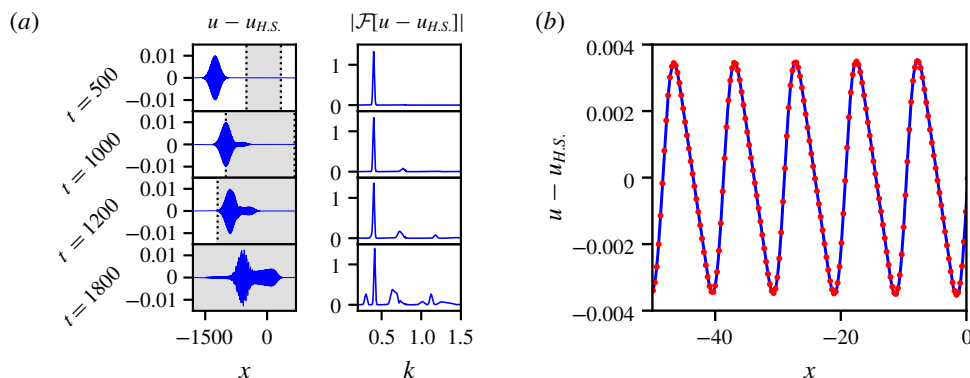 (a)
u − u_{H.S.}
|ℱ[u − u_{H.S.}]|
t = 500
0.01
0
−0.01
1
0
t = 1000
0.01
0
−0.01
1
0
t = 1200
0.01
0
−0.01
1
0
t = 1800
0.01
0
−0.01
1
0
−1500
0
0.5
1.0
1.5
x
k
(b)
u − u_{H.S.}
0.004
0.002
0
−0.002
−0.004
−40
−20
0
x